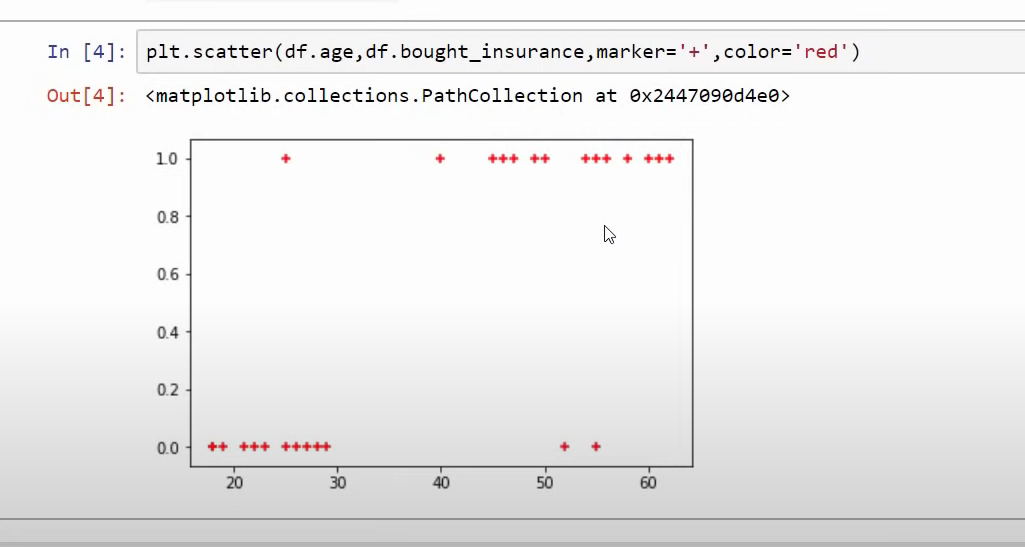 In [4]: plt.scatter(df.age,df.bought_insurance,marker='+',color='red')
Out[4]: <matplotlib.collections.PathCollection at 0x2447090d4e0>
1.0
0.8
0.6
0.4
0.2
0.0
20 30 40 50 60